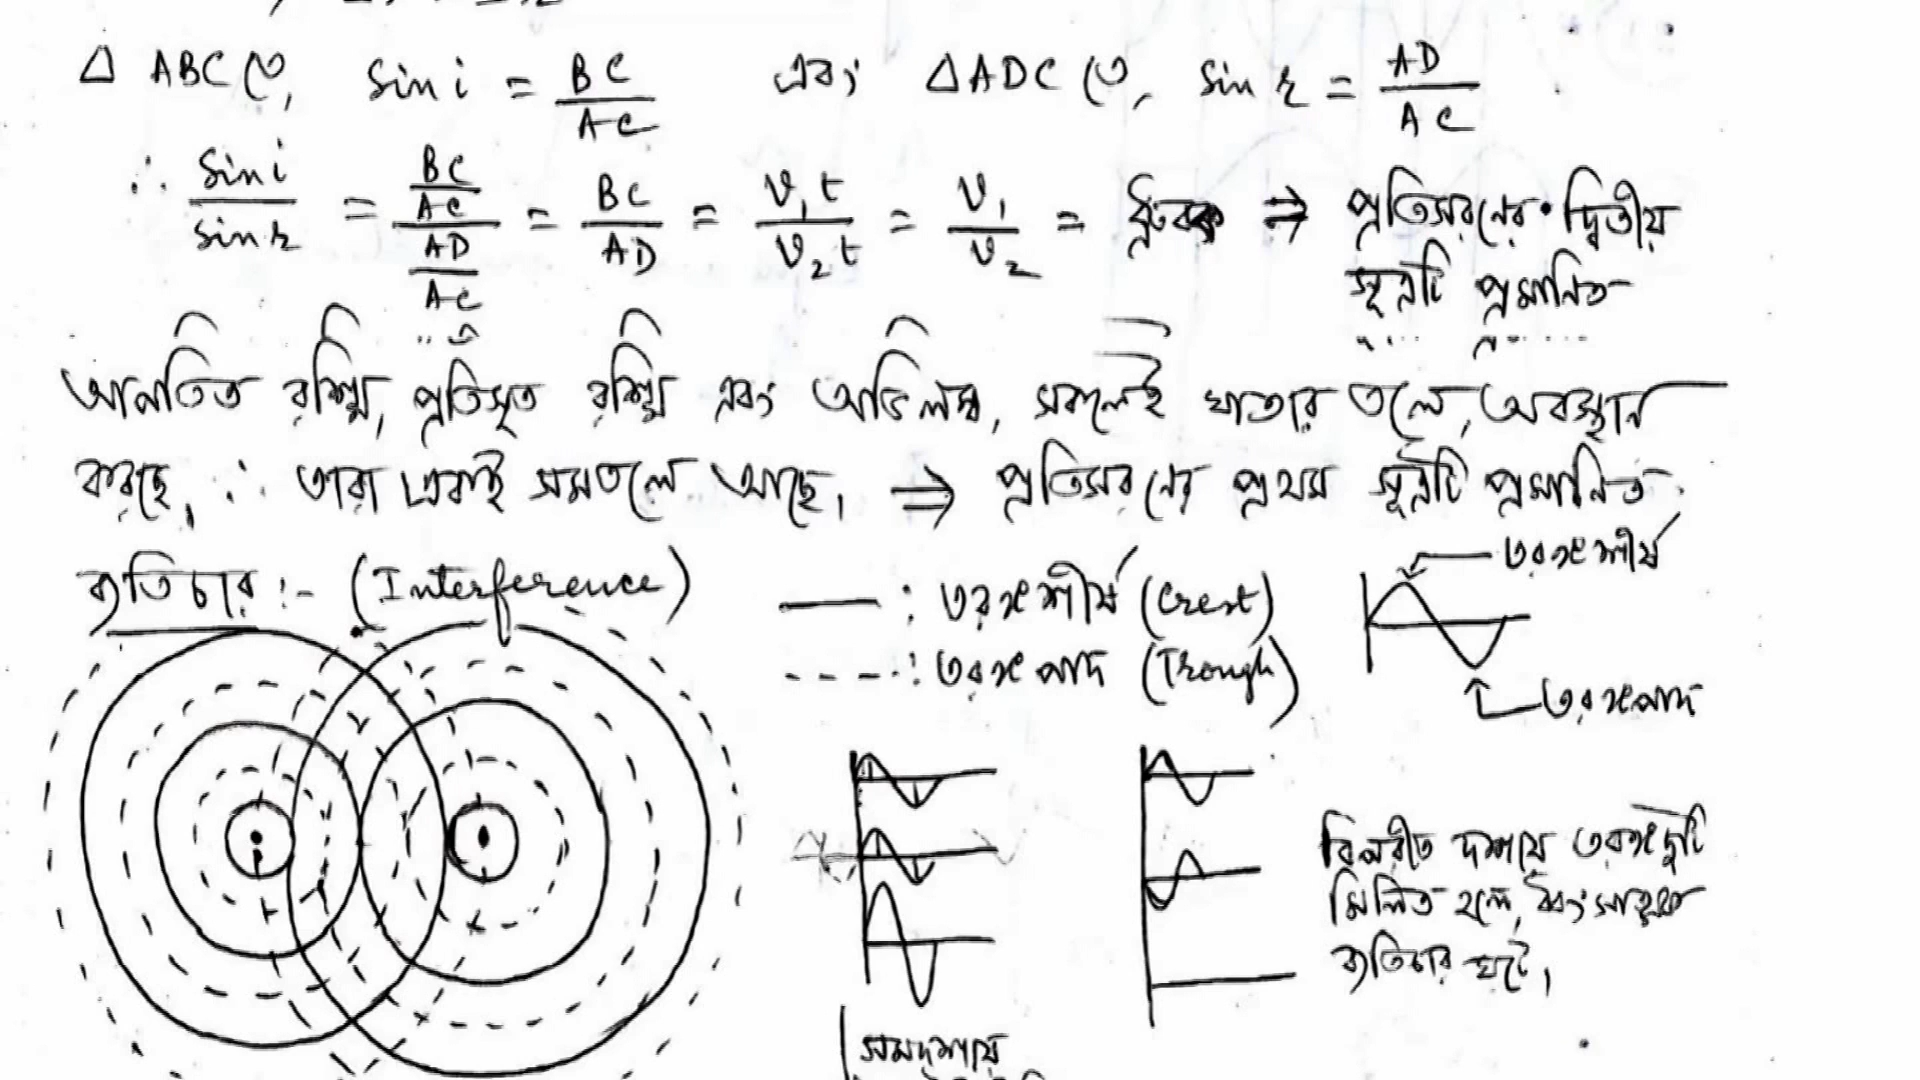 Δ ABC তে, sin i = BC/AC এবং Δ ADC তে, sin r = AD/AC
∴ sin i/sin r = (BC/AC)/(AD/AC) = BC/AD = v₁t/v₂t = v₁/v₂ = ধ্রুবক ⇒ প্রতিসরণের দ্বিতীয়
সূত্রটি প্রমানিত
আপতিত রশ্মি, প্রতিসৃত রশ্মি এবং অভিলম্ব, সকলেই খাতার তলে, অবস্থান
করছে, ∴ তারা একই সমতলে আছে। ⇒ প্রতিসরণের প্রথম সূত্রটি প্রমানিত
ব্যতিচার :- (Interference)
—— : তরঙ্গশীর্ষ (Crest)
- - - - : তরঙ্গপাদ (Trough)
তরঙ্গশীর্ষ
তরঙ্গপাদ
বিপরীত দশায় তরঙ্গদুটি
মিলিত হলে, ধ্বংসাত্মক
ব্যতিচার ঘটে।
সমদশায়